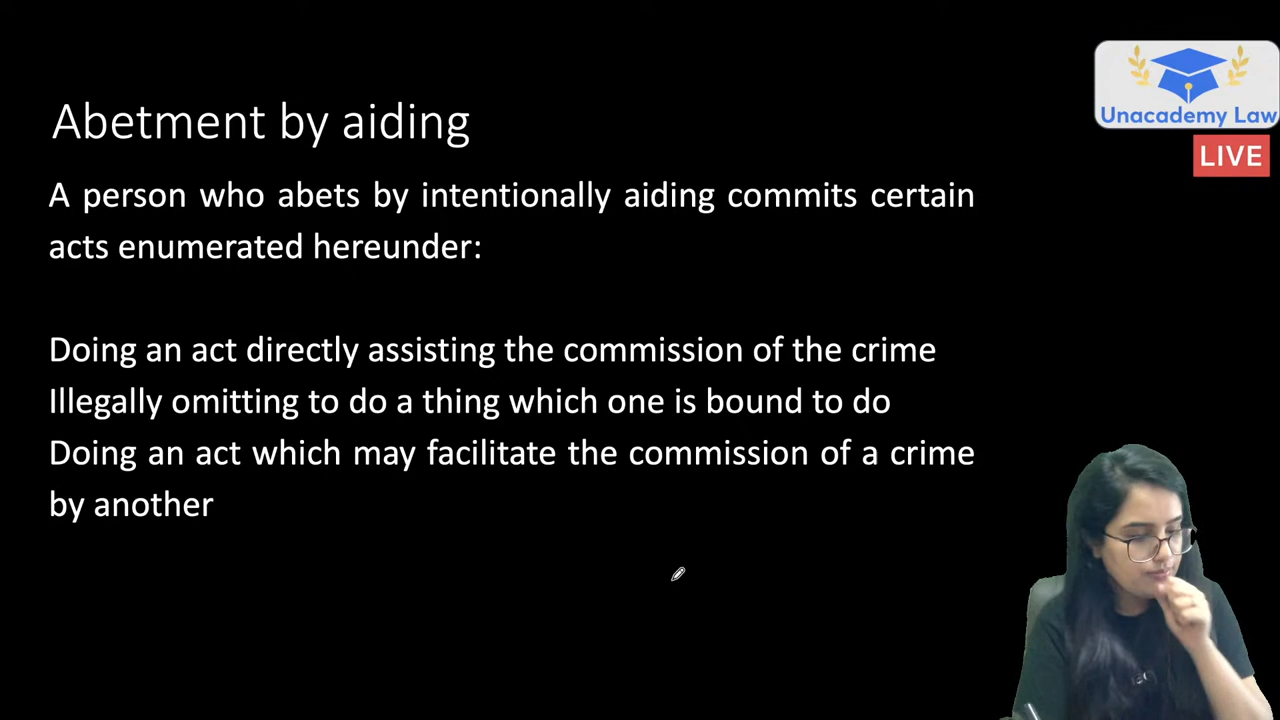 Unacademy Law
LIVE
Abetment by aiding
A person who abets by intentionally aiding commits certain
acts enumerated hereunder:
Doing an act directly assisting the commission of the crime
Illegally omitting to do a thing which one is bound to do
Doing an act which may facilitate the commission of a crime
by another